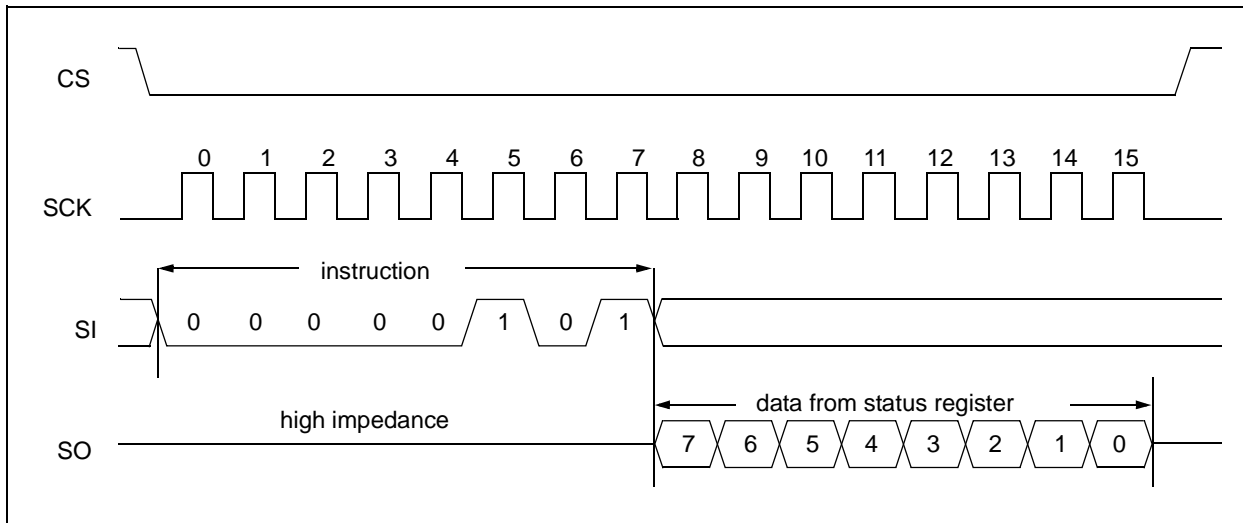 CS
0 1 2 3 4 5 6 7 8 9 10 11 12 13 14 15
SCK
instruction
SI 0 0 0 0 0 1 0 1
data from status register
high impedance
SO 7 6 5 4 3 2 1 0